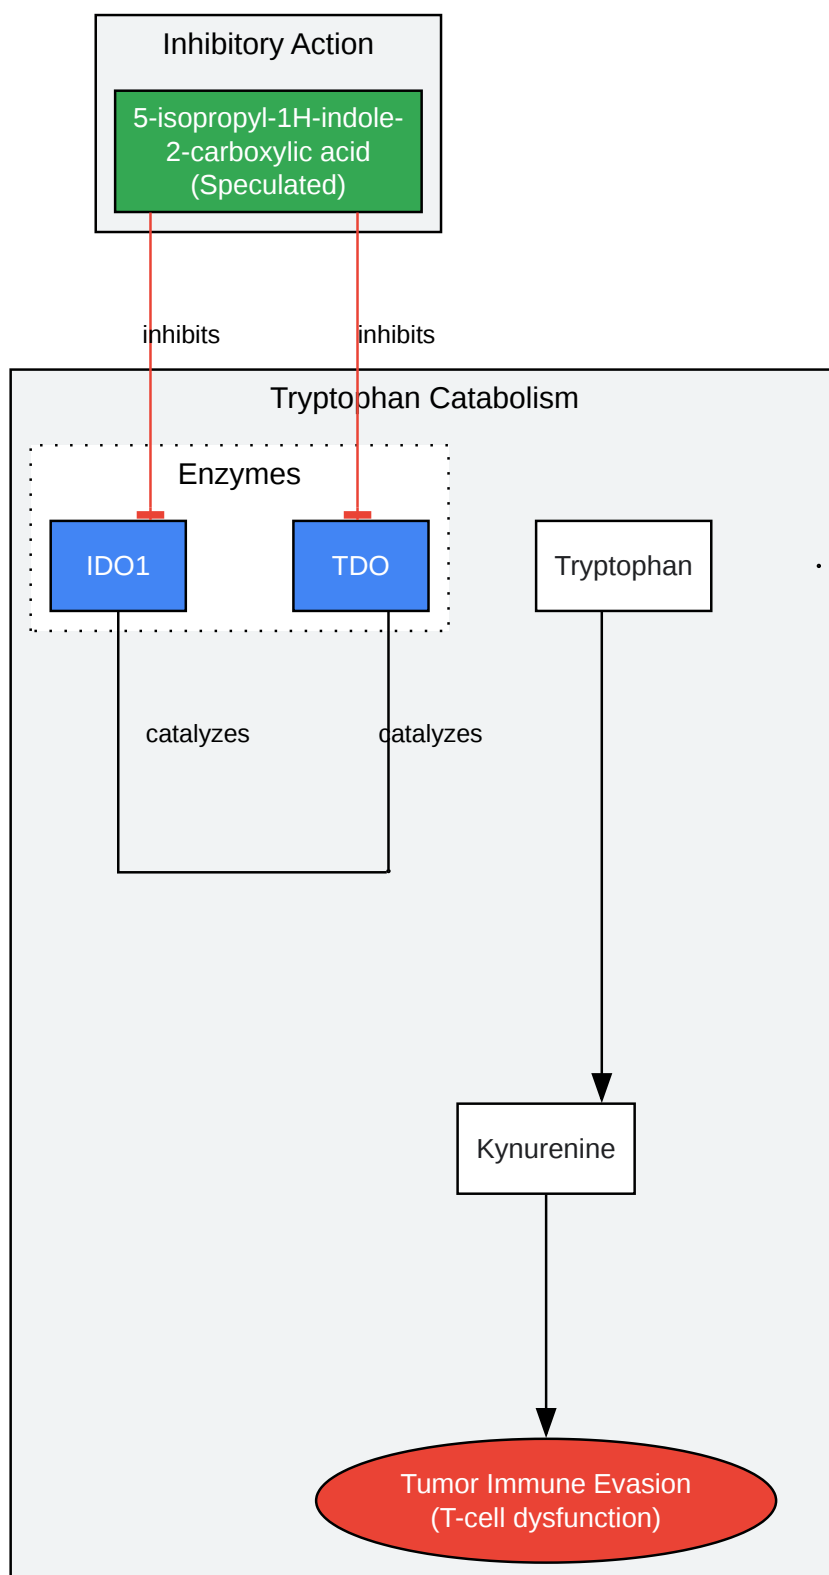 Inhibitory Action
5-isopropyl-1H-indole-
2-carboxylic acid
(Speculated)
inhibits
inhibits
Tryptophan Catabolism
Enzymes
IDO1
TDO
Tryptophan
catalyzes
catalyzes
Kynurenine
Tumor Immune Evasion
(T-cell dysfunction)